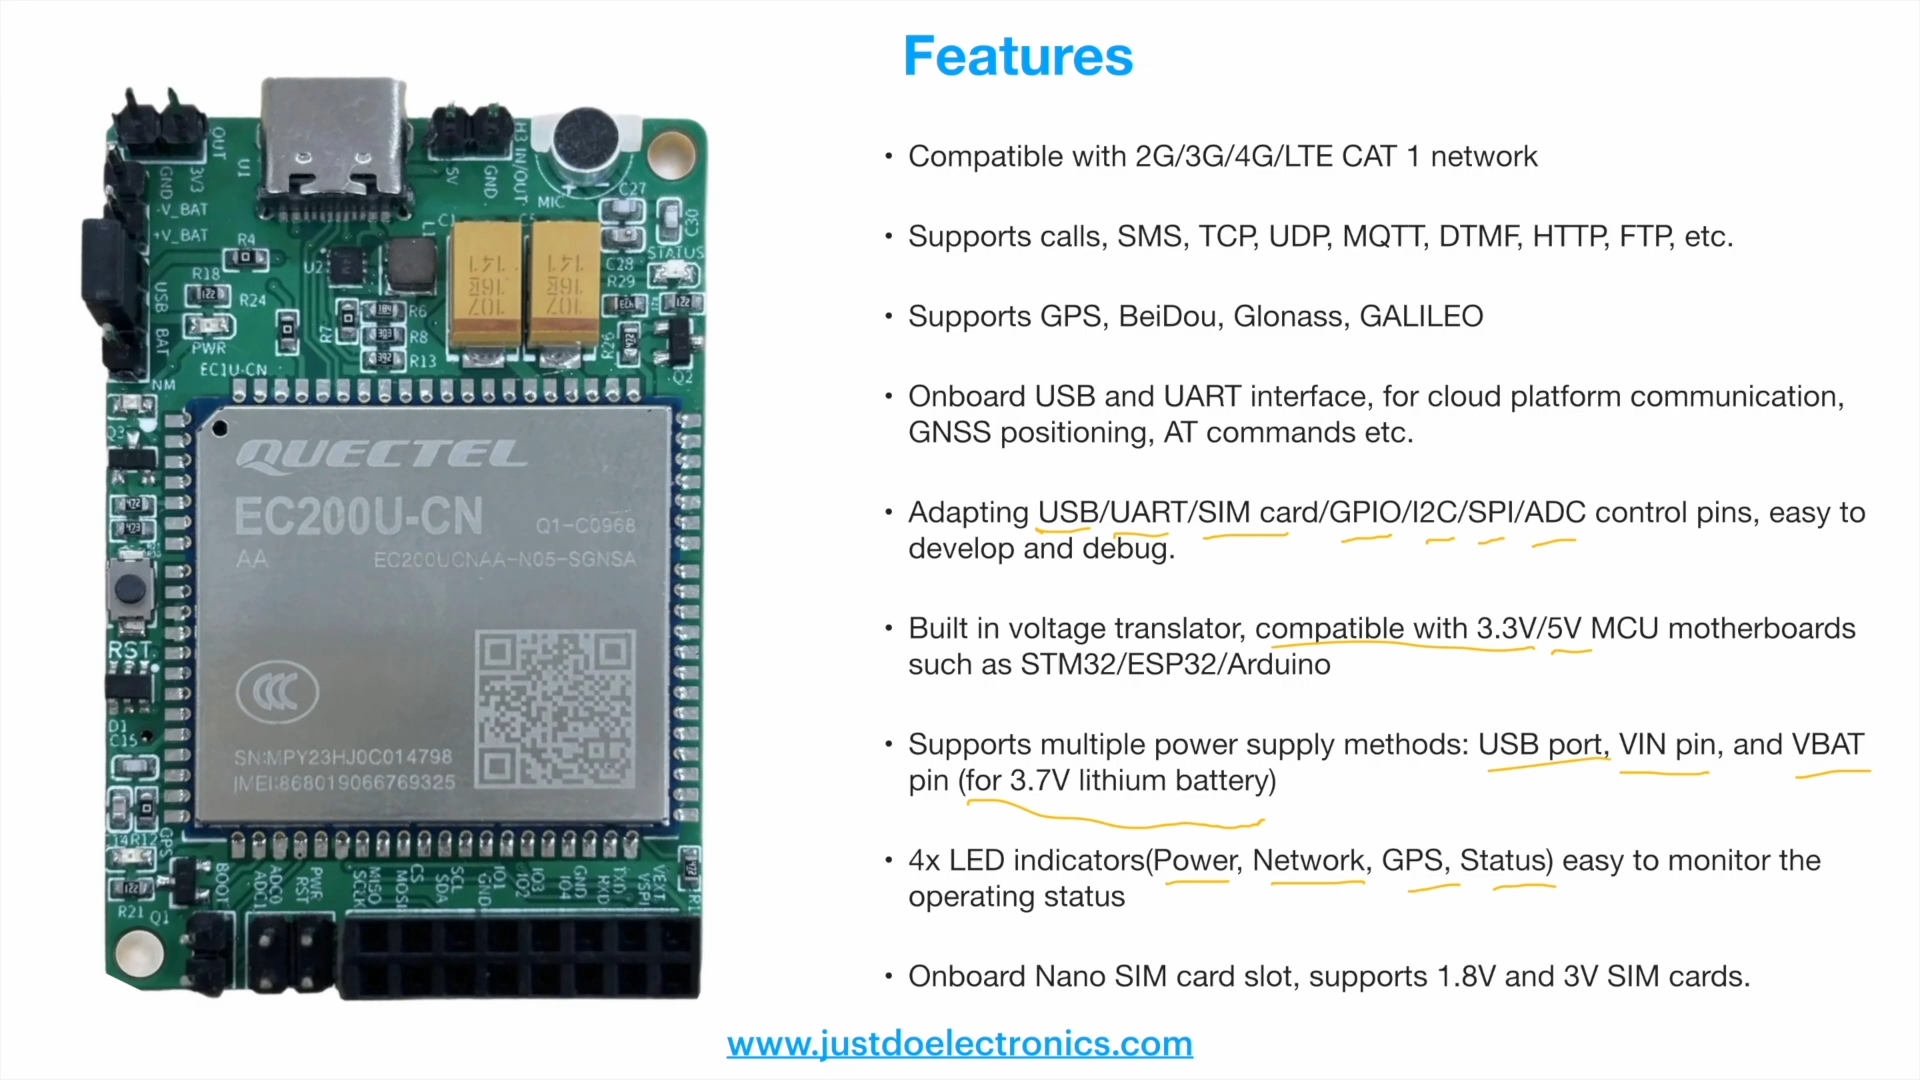 Features
• Compatible with 2G/3G/4G/LTE CAT 1 network
• Supports calls, SMS, TCP, UDP, MQTT, DTMF, HTTP, FTP, etc.
• Supports GPS, BeiDou, Glonass, GALILEO
• Onboard USB and UART interface, for cloud platform communication,
GNSS positioning, AT commands etc.
• Adapting USB/UART/SIM card/GPIO/I2C/SPI/ADC control pins, easy to
develop and debug.
• Built in voltage translator, compatible with 3.3V/5V MCU motherboards
such as STM32/ESP32/Arduino
• Supports multiple power supply methods: USB port, VIN pin, and VBAT
pin (for 3.7V lithium battery)
• 4x LED indicators(Power, Network, GPS, Status) easy to monitor the
operating status
• Onboard Nano SIM card slot, supports 1.8V and 3V SIM cards.
www.justdoelectronics.com
OUT
3V3
GND
-V_BAT
+V_BAT
USB
BAT
U1
5V
GND
H3 IN/OUT
MIC
+
-
C27
C30
C28
STATUS
R29
R4
R18
R24
PWR
U2
L1
R7
R6
R8
R13
R26
Q2
EC1U-CN
NM
Q3
QUECTEL
EC200U-CN
Q1-C0968
AA
EC200UCNAA-N05-SGNSA
CCC
SN:MPY23HJ0C014798
IMEI:868019066769325
RST
D1
C15
R12
GPS
R21
Q1
BOOT
ADC1
ADC0
RST
PWR
SCLK
MISO
MOSI
CS
SDA
SCL
GND
IO1
IO2
IO3
IO4
GND
RXD
TXD
VSPI
VEXT